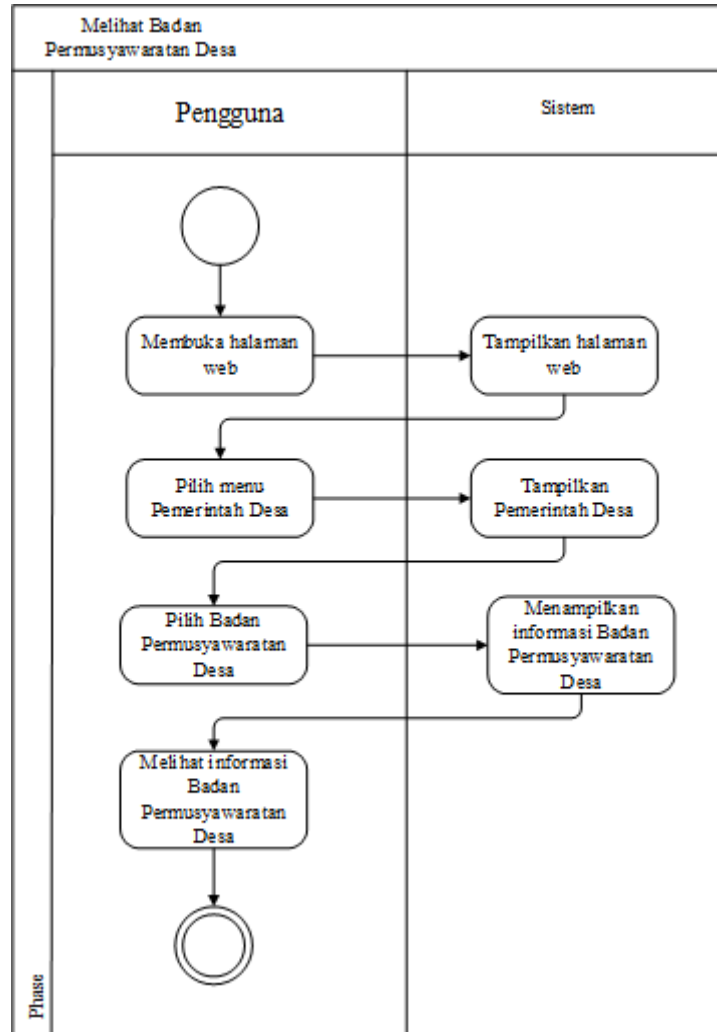 Melihat Badan
Permusyawaratan Desa
Pengguna
Sistem
Membuka halaman
web
Tampilkan halaman
web
Pilih menu
Pemerintah Desa
Tampilkan
Pemerintah Desa
Pilih Badan
Permusyawaratan
Desa
Menampilkan
informasi Badan
Permusyawaratan
Desa
Melihat informasi
Badan
Permusyawaratan
Desa
Phase